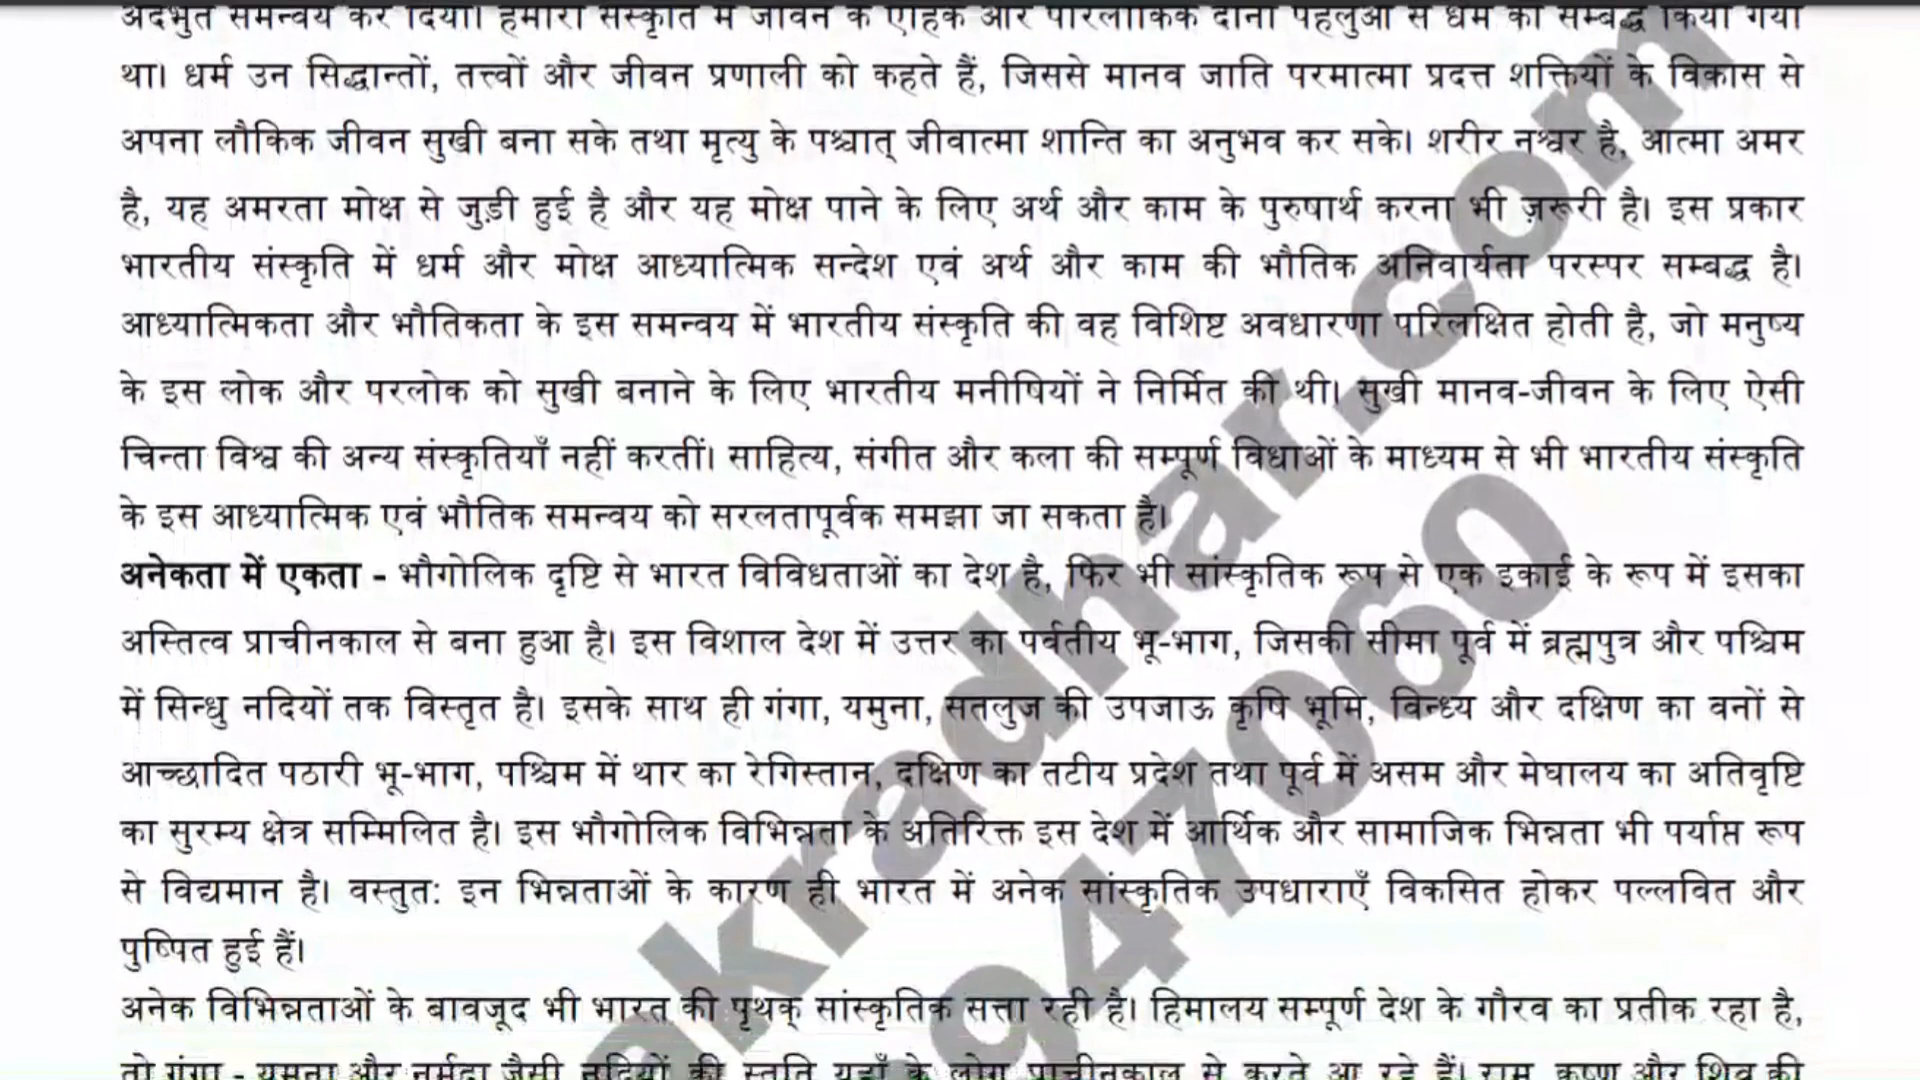 अदभुत समन्वय कर दिया। हमारी संस्कृति में जीवन के ऐहिक और पारलौकिक दोनों पहलुओं से धर्म को सम्बद्ध किया गया
था। धर्म उन सिद्धान्तों, तत्त्वों और जीवन प्रणाली को कहते हैं, जिससे मानव जाति परमात्मा प्रदत्त शक्तियों के विकास से
अपना लौकिक जीवन सुखी बना सके तथा मृत्यु के पश्चात् जीवात्मा शान्ति का अनुभव कर सके। शरीर नश्वर है, आत्मा अमर
है, यह अमरता मोक्ष से जुड़ी हुई है और यह मोक्ष पाने के लिए अर्थ और काम के पुरुषार्थ करना भी ज़रूरी है। इस प्रकार
भारतीय संस्कृति में धर्म और मोक्ष आध्यात्मिक सन्देश एवं अर्थ और काम की भौतिक अनिवार्यता परस्पर सम्बद्ध है।
आध्यात्मिकता और भौतिकता के इस समन्वय में भारतीय संस्कृति की वह विशिष्ट अवधारणा परिलक्षित होती है, जो मनुष्य
के इस लोक और परलोक को सुखी बनाने के लिए भारतीय मनीषियों ने निर्मित की थी। सुखी मानव-जीवन के लिए ऐसी
चिन्ता विश्व की अन्य संस्कृतियाँ नहीं करतीं। साहित्य, संगीत और कला की सम्पूर्ण विधाओं के माध्यम से भी भारतीय संस्कृति
के इस आध्यात्मिक एवं भौतिक समन्वय को सरलतापूर्वक समझा जा सकता है।
अनेकता में एकता - भौगोलिक दृष्टि से भारत विविधताओं का देश है, फिर भी सांस्कृतिक रूप से एक इकाई के रूप में इसका
अस्तित्व प्राचीनकाल से बना हुआ है। इस विशाल देश में उत्तर का पर्वतीय भू-भाग, जिसकी सीमा पूर्व में ब्रह्मपुत्र और पश्चिम
में सिन्धु नदियों तक विस्तृत है। इसके साथ ही गंगा, यमुना, सतलुज की उपजाऊ कृषि भूमि, विन्ध्य और दक्षिण का वनों से
आच्छादित पठारी भू-भाग, पश्चिम में थार का रेगिस्तान, दक्षिण का तटीय प्रदेश तथा पूर्व में असम और मेघालय का अतिवृष्टि
का सुरम्य क्षेत्र सम्मिलित है। इस भौगोलिक विभिन्नता के अतिरिक्त इस देश में आर्थिक और सामाजिक भिन्नता भी पर्याप्त रूप
से विद्यमान है। वस्तुत: इन भिन्नताओं के कारण ही भारत में अनेक सांस्कृतिक उपधाराएँ विकसित होकर पल्लवित और
पुष्पित हुई हैं।
अनेक विभिन्नताओं के बावजूद भी भारत की पृथक् सांस्कृतिक सत्ता रही है। हिमालय सम्पूर्ण देश के गौरव का प्रतीक रहा है,
तो गंगा - यमुना और नर्मदा जैसी नदियों की स्तुति यहाँ के लोग प्राचीनकाल से करते आ रहे हैं। राम, कृष्ण और शिव की
akradhar.com
947060